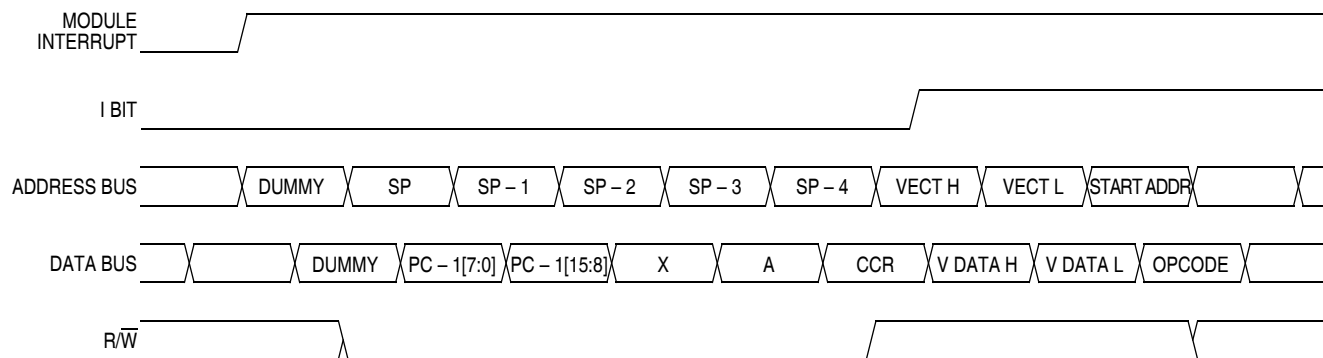 MODULE
INTERRUPT
I BIT
ADDRESS BUS DUMMY SP SP – 1 SP – 2 SP – 3 SP – 4 VECT H VECT L START ADDR
DATA BUS DUMMY PC – 1[7:0] PC – 1[15:8] X A CCR V DATA H V DATA L OPCODE
R/W̅